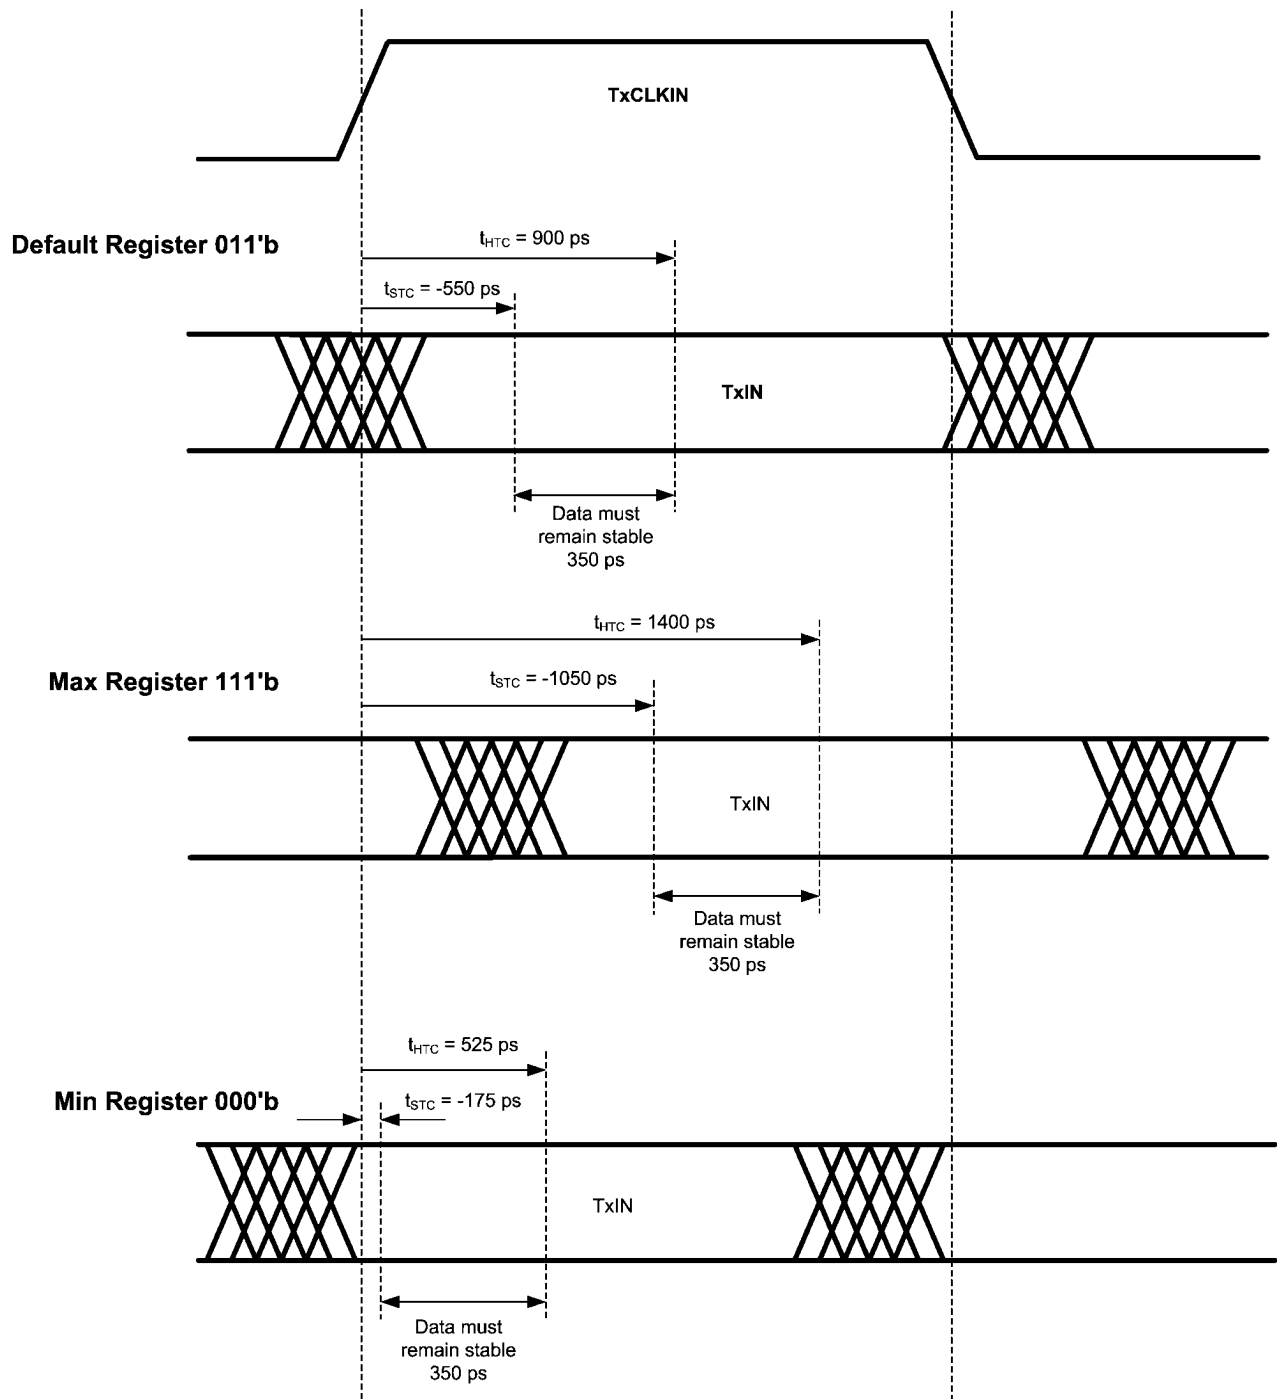 TxCLKIN
Default Register 011'b
tHTC = 900 ps
tSTC = -550 ps
TxIN
Data must
remain stable
350 ps
tHTC = 1400 ps
Max Register 111'b
tSTC = -1050 ps
TxIN
Data must
remain stable
350 ps
tHTC = 525 ps
Min Register 000'b
tSTC = -175 ps
TxIN
Data must
remain stable
350 ps